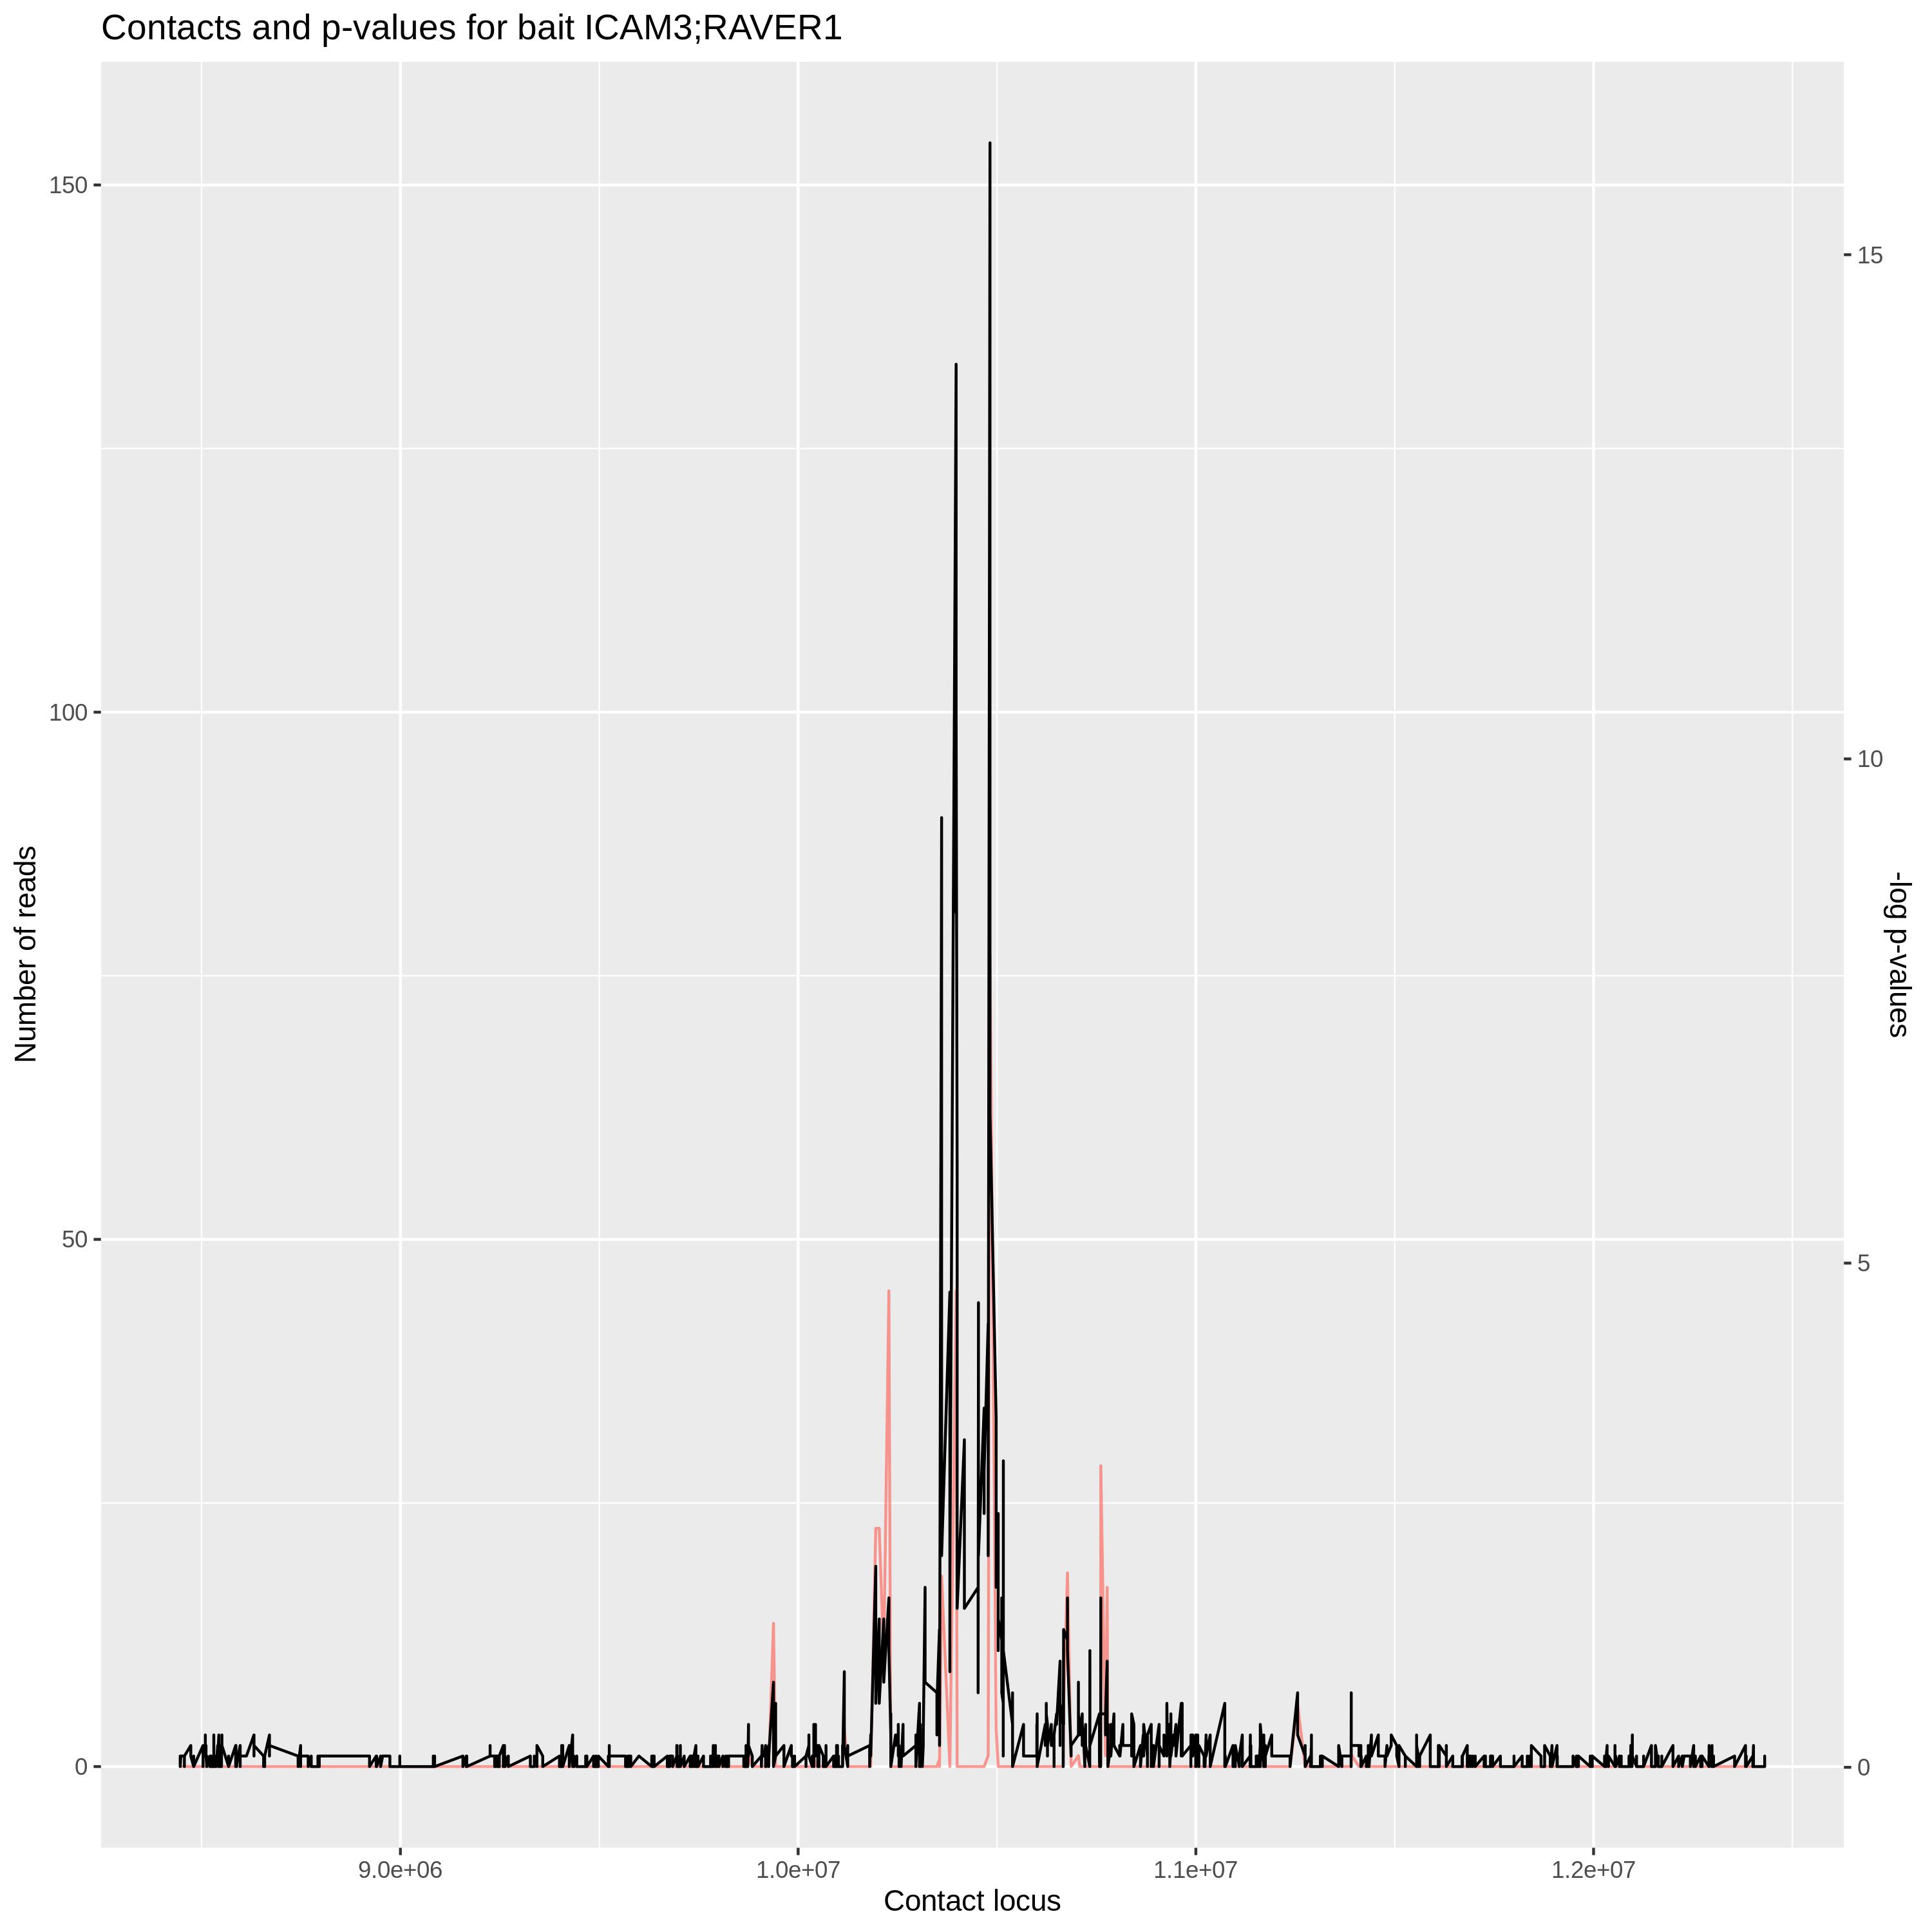 Contacts and p-values for bait ICAM3;RAVER1
150
100
50
0
Number of reads
15
10
5
0
-log p-values
9.0e+06
1.0e+07
1.1e+07
1.2e+07
Contact locus